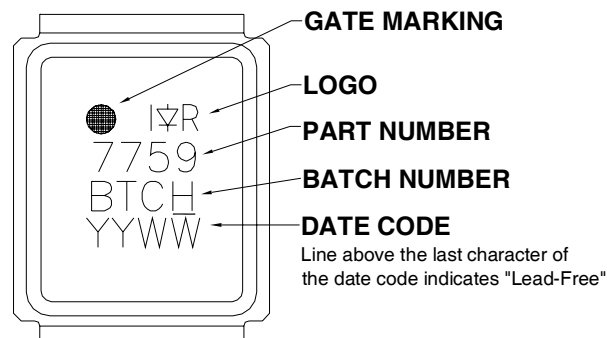 GATE MARKING
IR
LOGO
7759
PART NUMBER
BTCH
BATCH NUMBER
YYWW
DATE CODE
Line above the last character of
the date code indicates "Lead-Free"